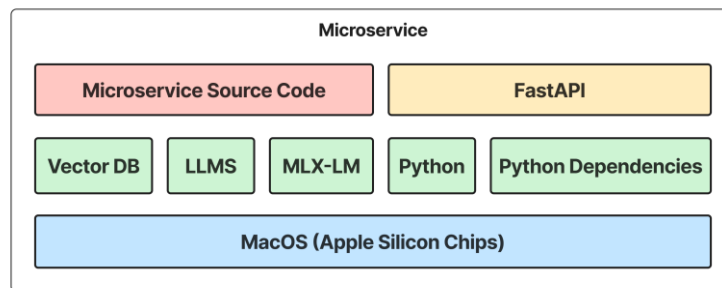 Microservice
Microservice Source Code
FastAPI
Vector DB
LLMS
MLX-LM
Python
Python Dependencies
MacOS (Apple Silicon Chips)